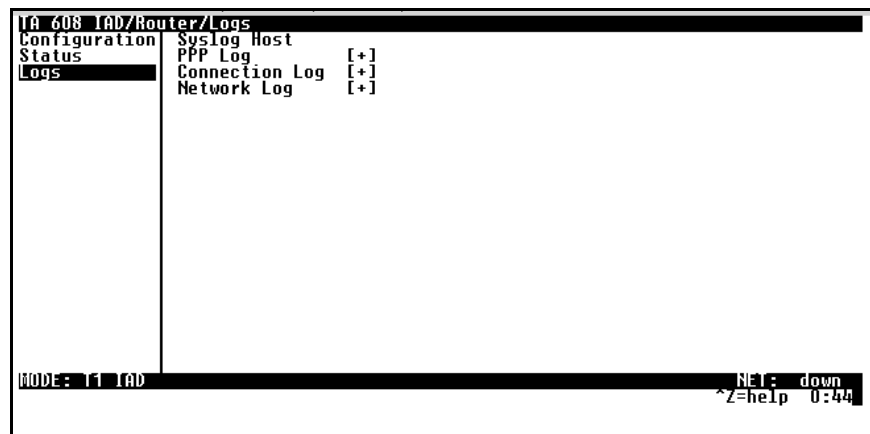 TA 608 IAD/Router/Logs
Configuration Syslog Host
Status PPP Log [+]
Logs Connection Log [+]
Network Log [+]
MODE: T1 IAD NET: down
^Z=help 0:44